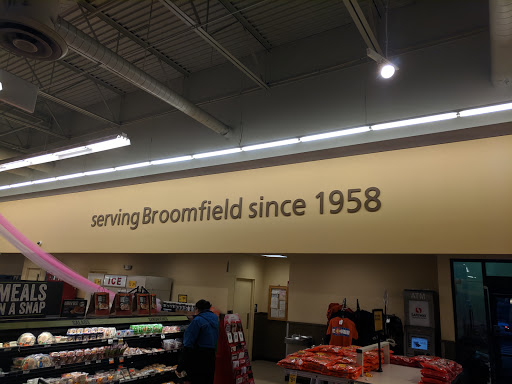 serving Broomfield since 1958
ICE
ATM
MEALS
IN A SNAP